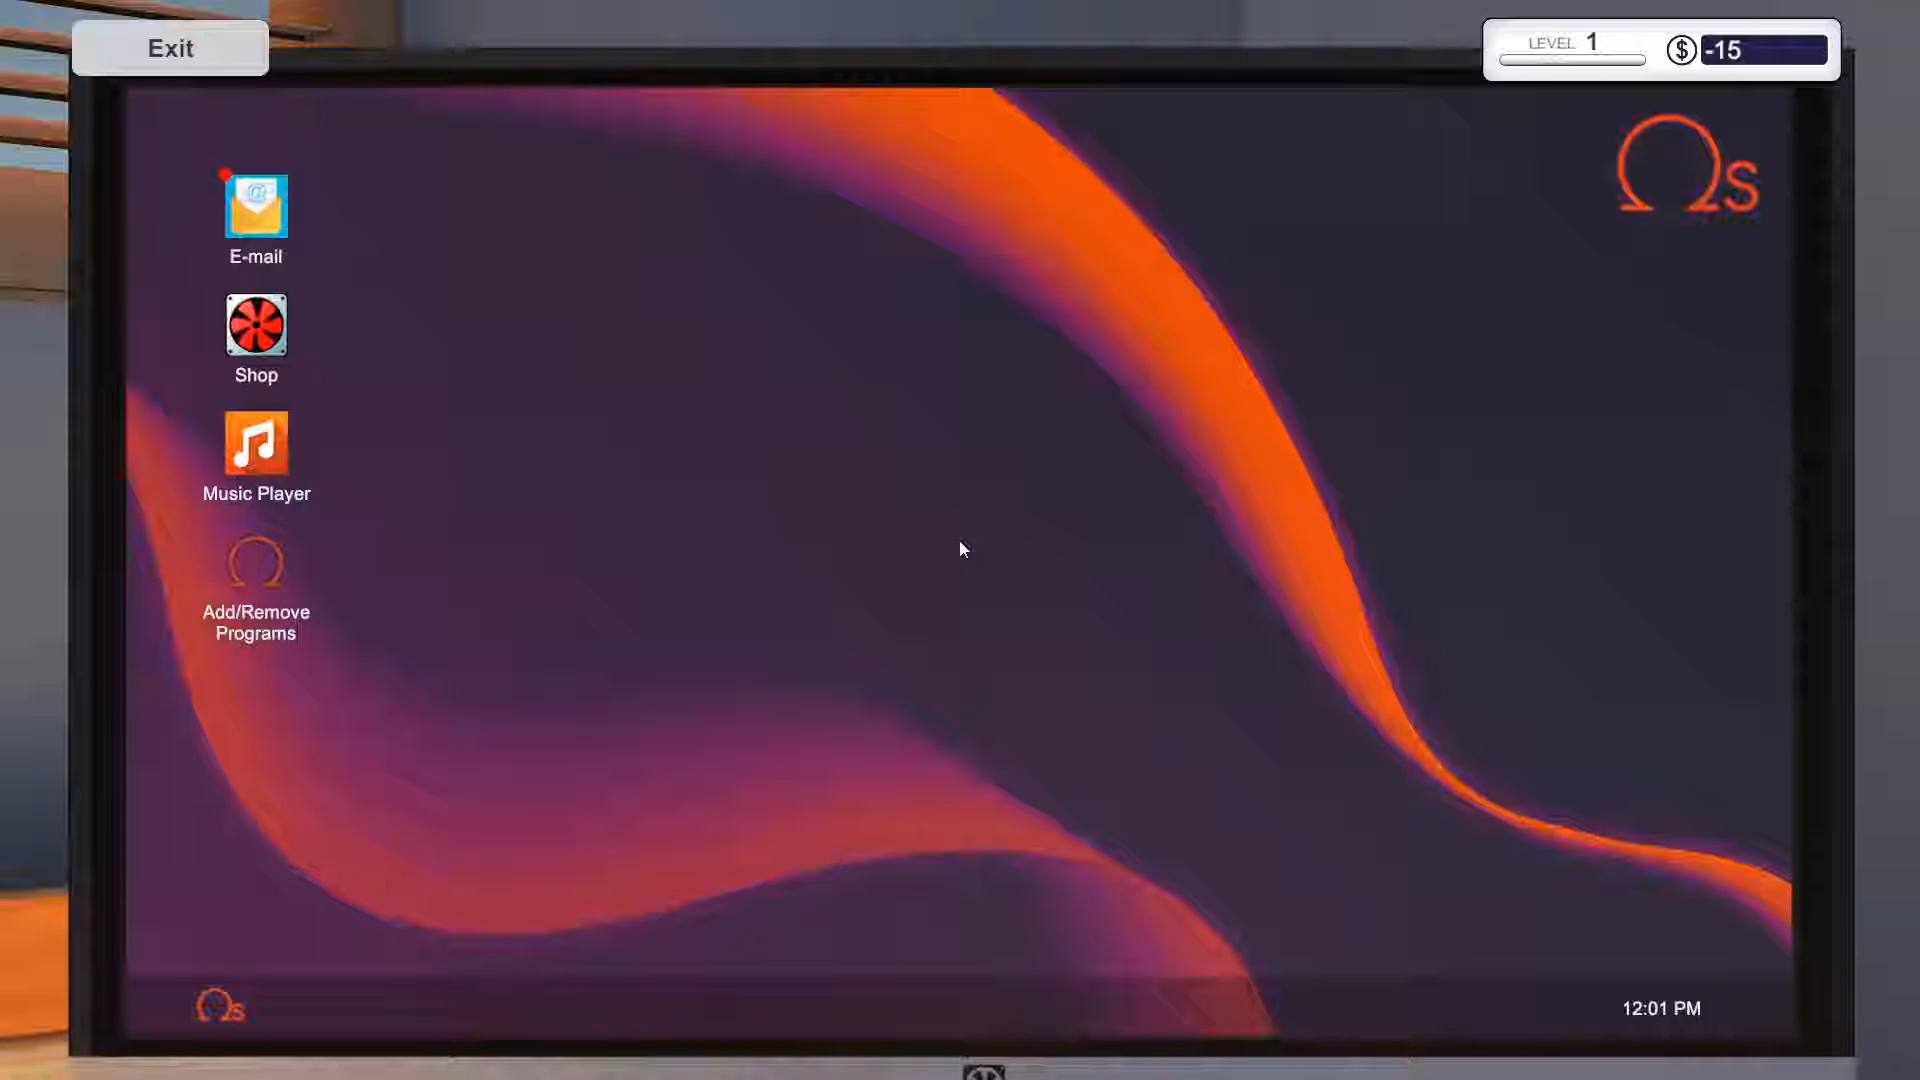 Exit
LEVEL 1
$ -15
Ωs
E-mail
Shop
Music Player
Add/Remove
Programs
Ωs
12:01 PM